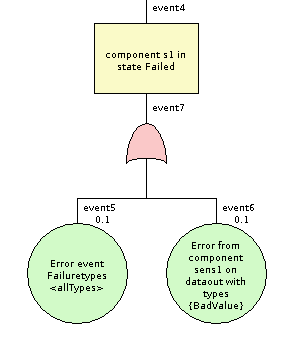 event4
component s1 in
state Failed
event7
event5
0.1
event6
0.1
Error event
Failuretypes
<allTypes>
Error from
component
sens1 on
dataout with
types
{BadValue}